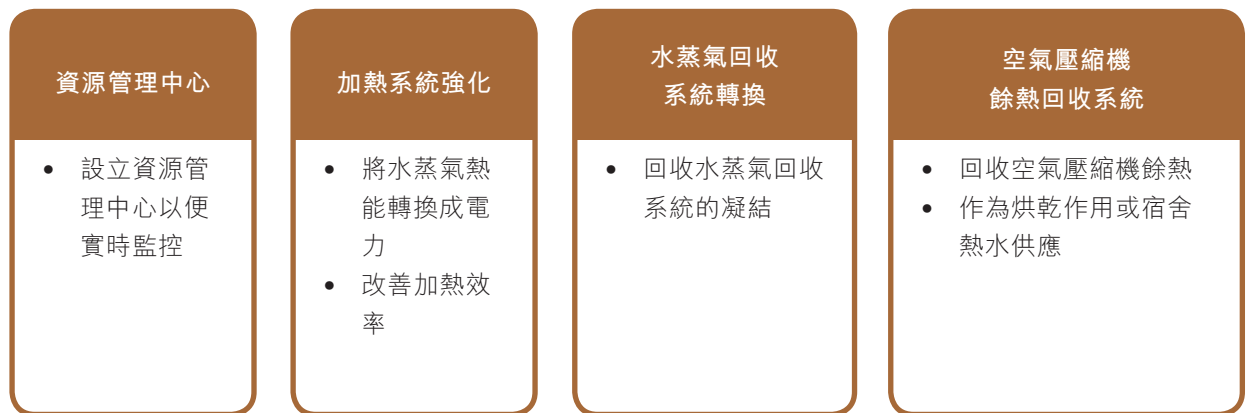 資源管理中心
• 設立資源管
理中心以便
實時監控
加熱系統強化
• 將水蒸氣熱
能轉換成電
力
• 改善加熱效
率
水蒸氣回收
系統轉換
• 回收水蒸氣回收
系統的凝結
空氣壓縮機
餘熱回收系統
• 回收空氣壓縮機餘熱
• 作為烘乾作用或宿舍
熱水供應